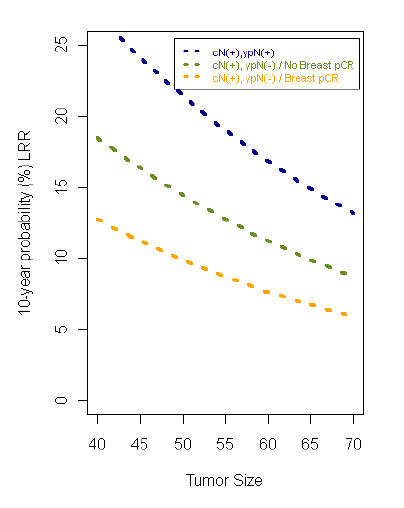 cN(+),ypN(+)
cN(+), ypN(-) / No Breast pCR
cN(+), ypN(-) / Breast pCR
25
20
15
10
5
0
10-year probability (%) LRR
40 45 50 55 60 65 70
Tumor Size